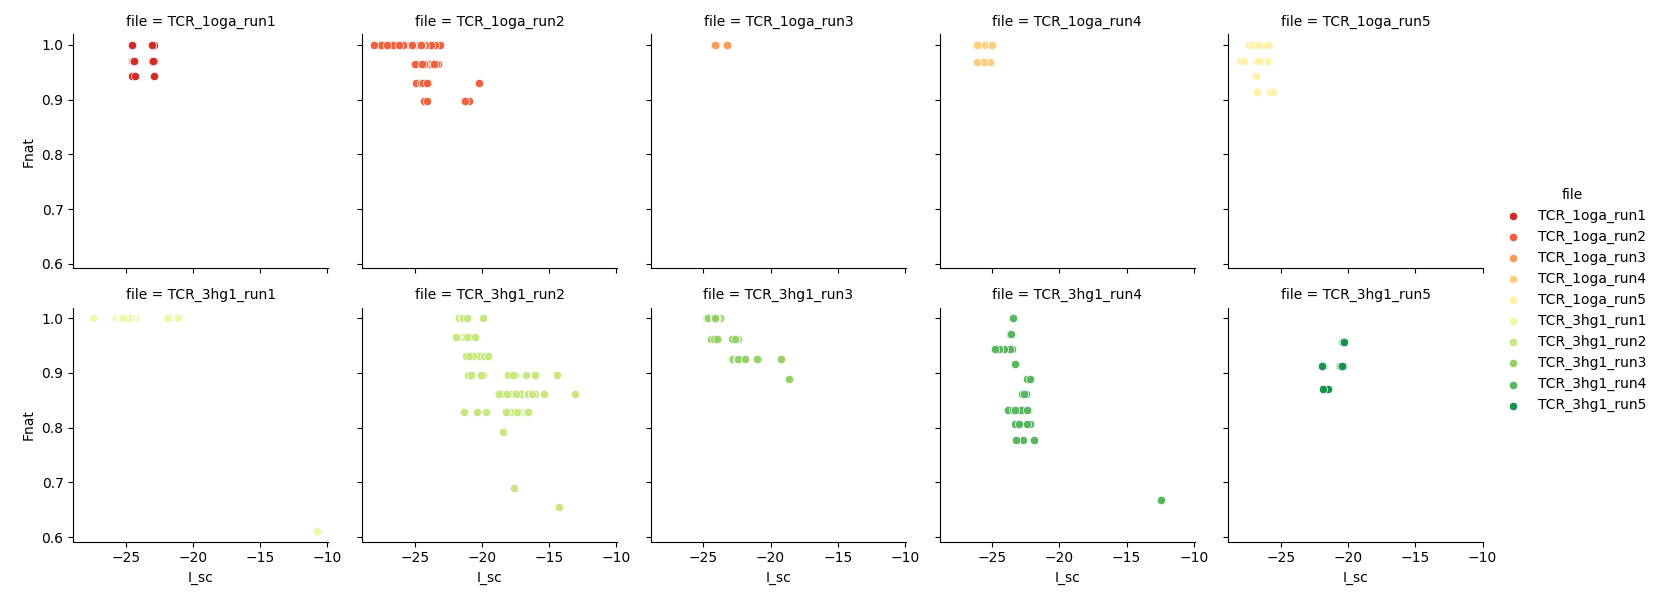 file = TCR_1oga_run1
file = TCR_1oga_run2
file = TCR_1oga_run3
file = TCR_1oga_run4
file = TCR_1oga_run5
1.0
0.9
0.8
0.7
0.6
Fnat
file = TCR_3hg1_run1
file = TCR_3hg1_run2
file = TCR_3hg1_run3
file = TCR_3hg1_run4
file = TCR_3hg1_run5
1.0
0.9
0.8
0.7
0.6
Fnat
−25 −20 −15 −10
−25 −20 −15 −10
−25 −20 −15 −10
−25 −20 −15 −10
−25 −20 −15 −10
I_sc
I_sc
I_sc
I_sc
I_sc
file
TCR_1oga_run1
TCR_1oga_run2
TCR_1oga_run3
TCR_1oga_run4
TCR_1oga_run5
TCR_3hg1_run1
TCR_3hg1_run2
TCR_3hg1_run3
TCR_3hg1_run4
TCR_3hg1_run5